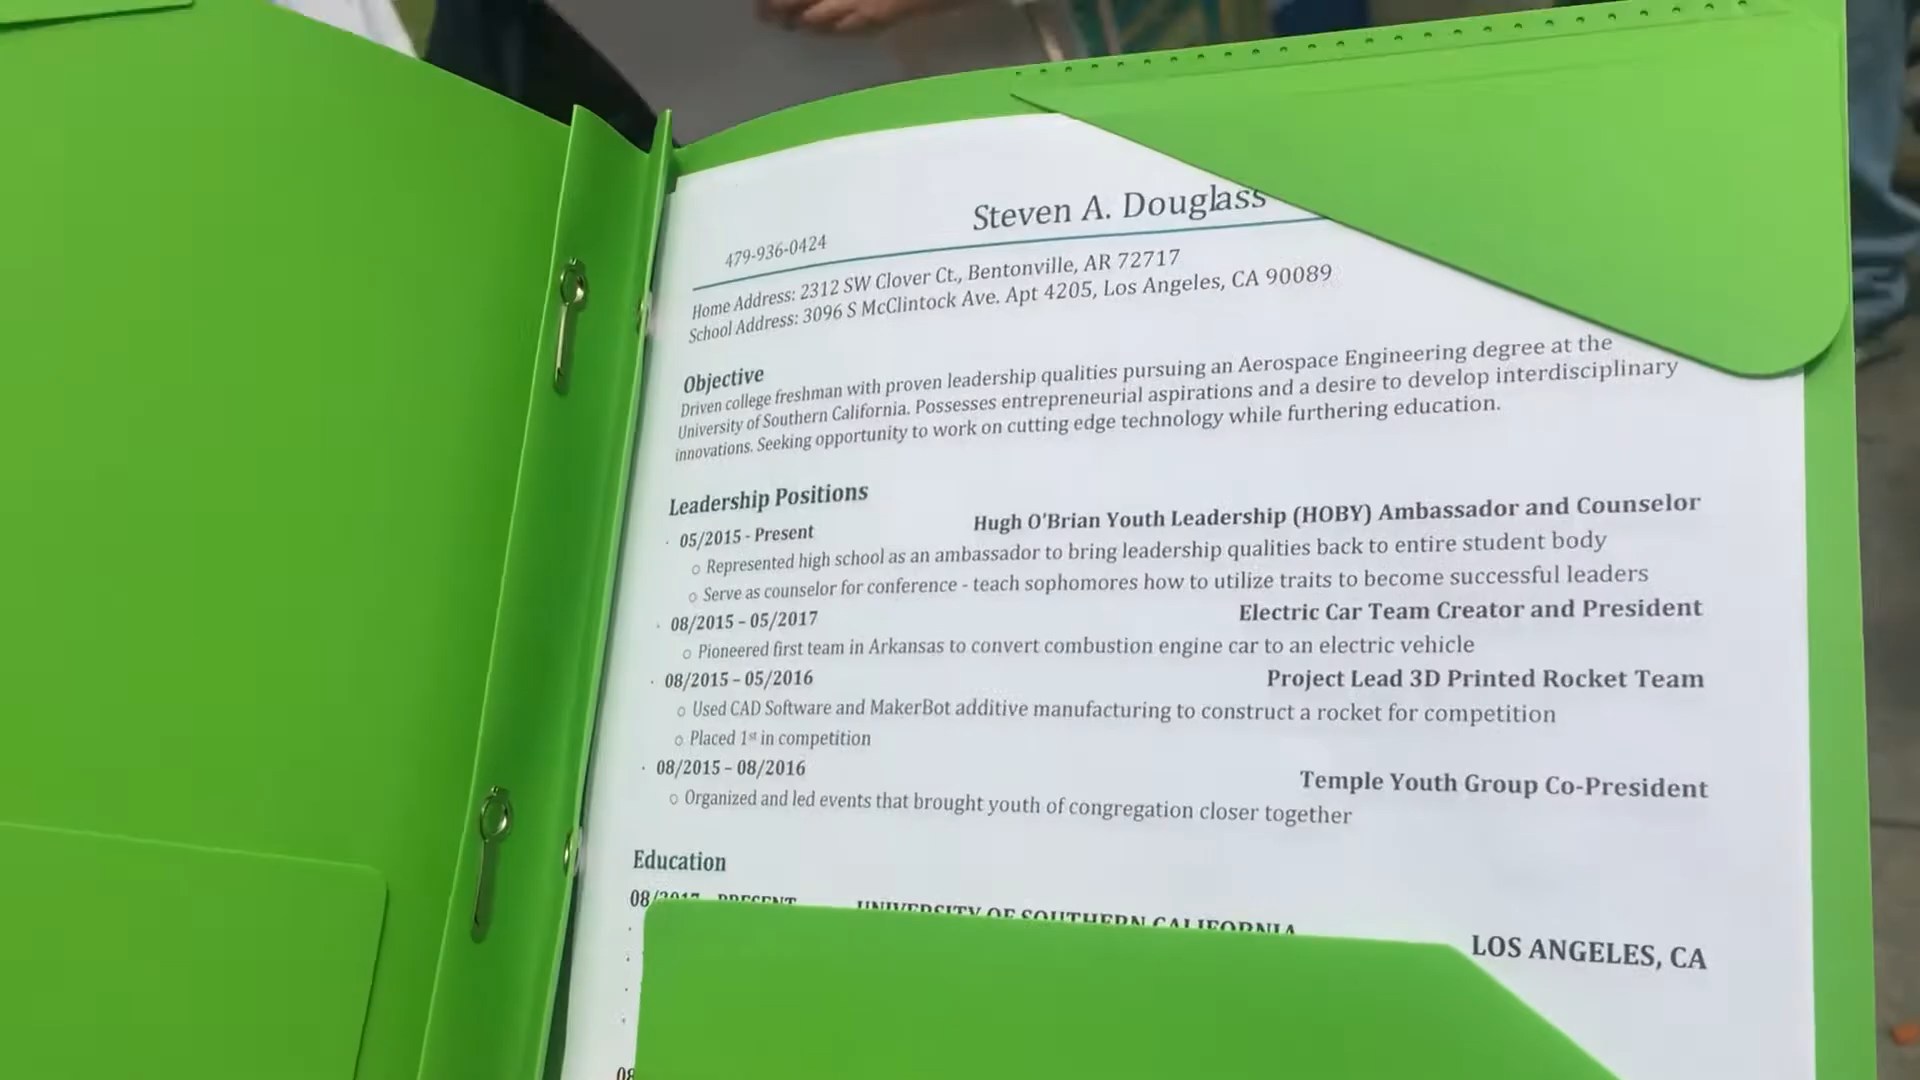 Steven A. Douglass
479-936-0424
Home Address: 2312 SW Clover Ct., Bentonville, AR 72717
School Address: 3096 S McClintock Ave. Apt 4205, Los Angeles, CA 90089
Objective
Driven college freshman with proven leadership qualities pursuing an Aerospace Engineering degree at the
University of Southern California. Possesses entrepreneurial aspirations and a desire to develop interdisciplinary
innovations. Seeking opportunity to work on cutting edge technology while furthering education.
Leadership Positions
· 05/2015 - Present Hugh O'Brian Youth Leadership (HOBY) Ambassador and Counselor
o Represented high school as an ambassador to bring leadership qualities back to entire student body
o Serve as counselor for conference - teach sophomores how to utilize traits to become successful leaders
· 08/2015 – 05/2017 Electric Car Team Creator and President
o Pioneered first team in Arkansas to convert combustion engine car to an electric vehicle
· 08/2015 – 05/2016 Project Lead 3D Printed Rocket Team
o Used CAD Software and MakerBot additive manufacturing to construct a rocket for competition
o Placed 1st in competition
· 08/2015 – 08/2016 Temple Youth Group Co-President
o Organized and led events that brought youth of congregation closer together
Education
08/2017 - PRESENT UNIVERSITY OF SOUTHERN CALIFORNIA LOS ANGELES, CA
08